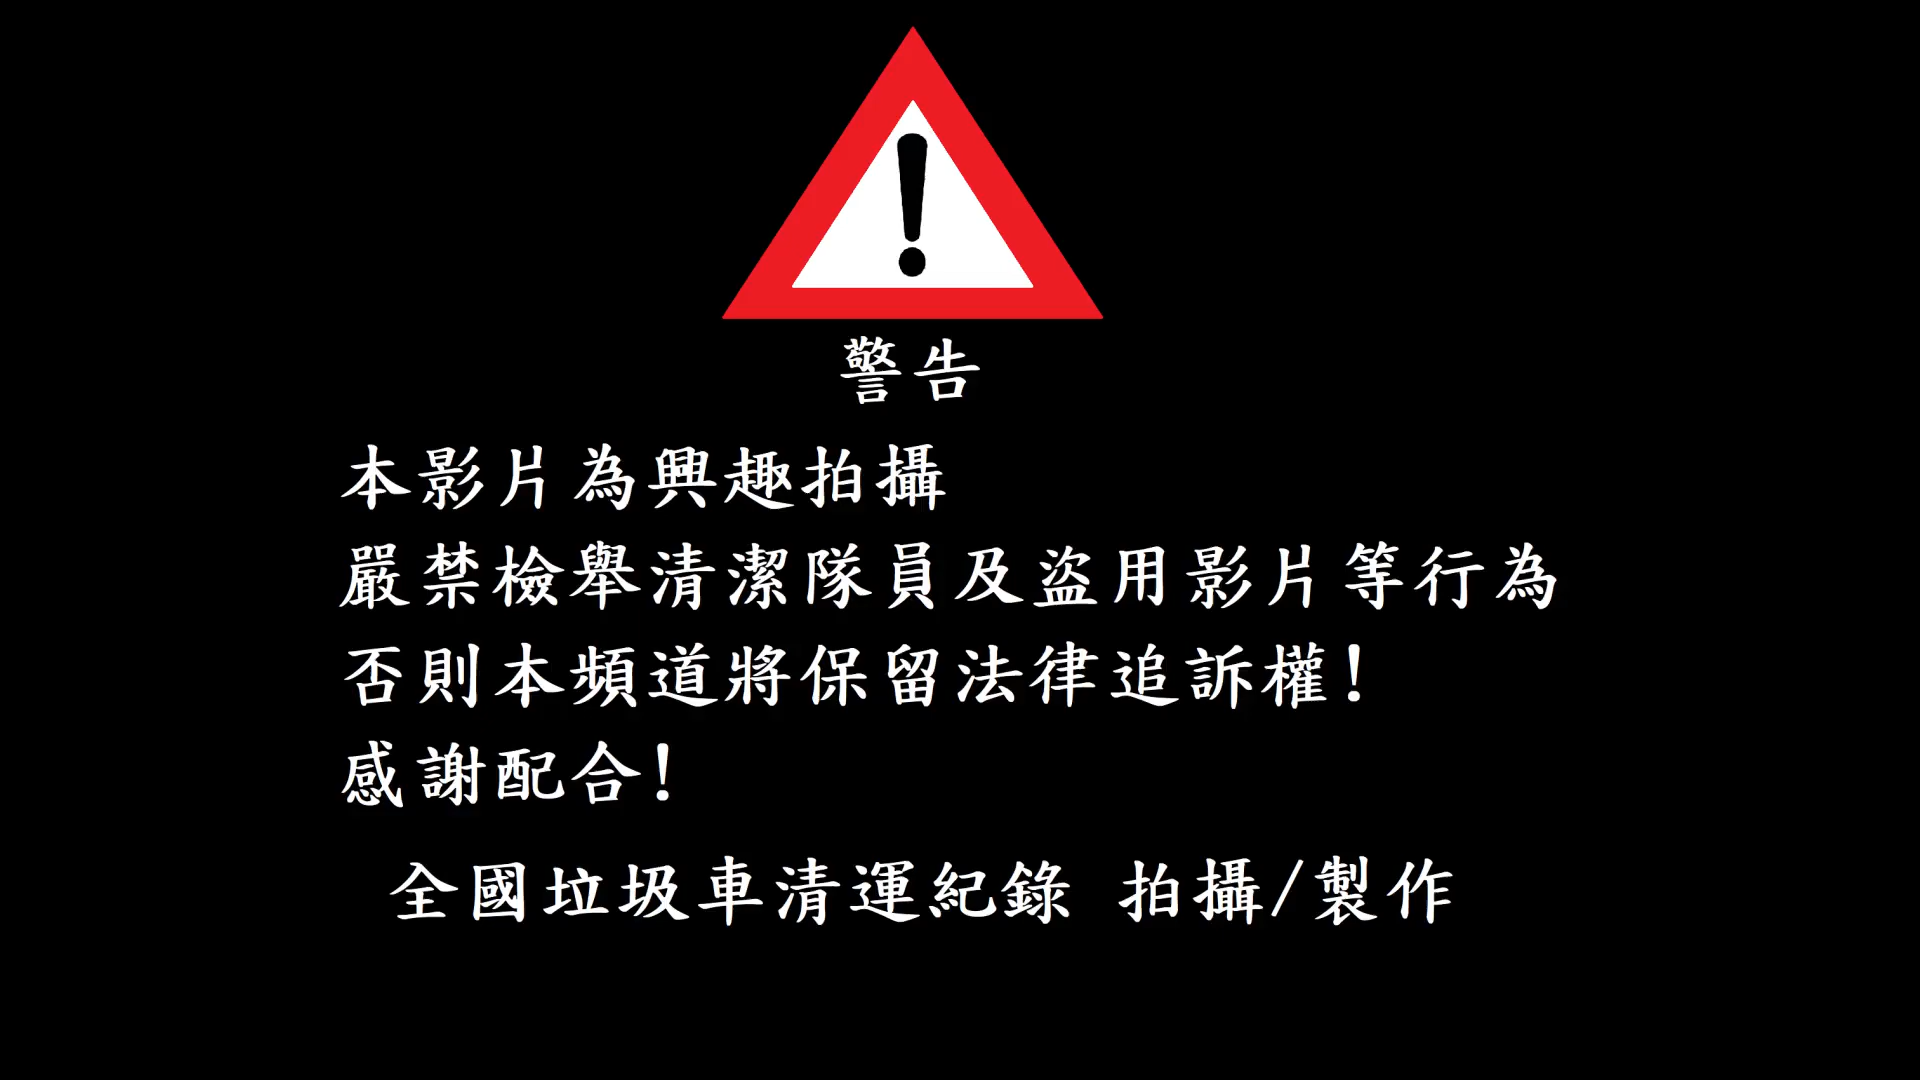 警告
本影片為興趣拍攝
嚴禁檢舉清潔隊員及盜用影片等行為
否則本頻道將保留法律追訴權!
感謝配合!
全國垃圾車清運紀錄 拍攝/製作